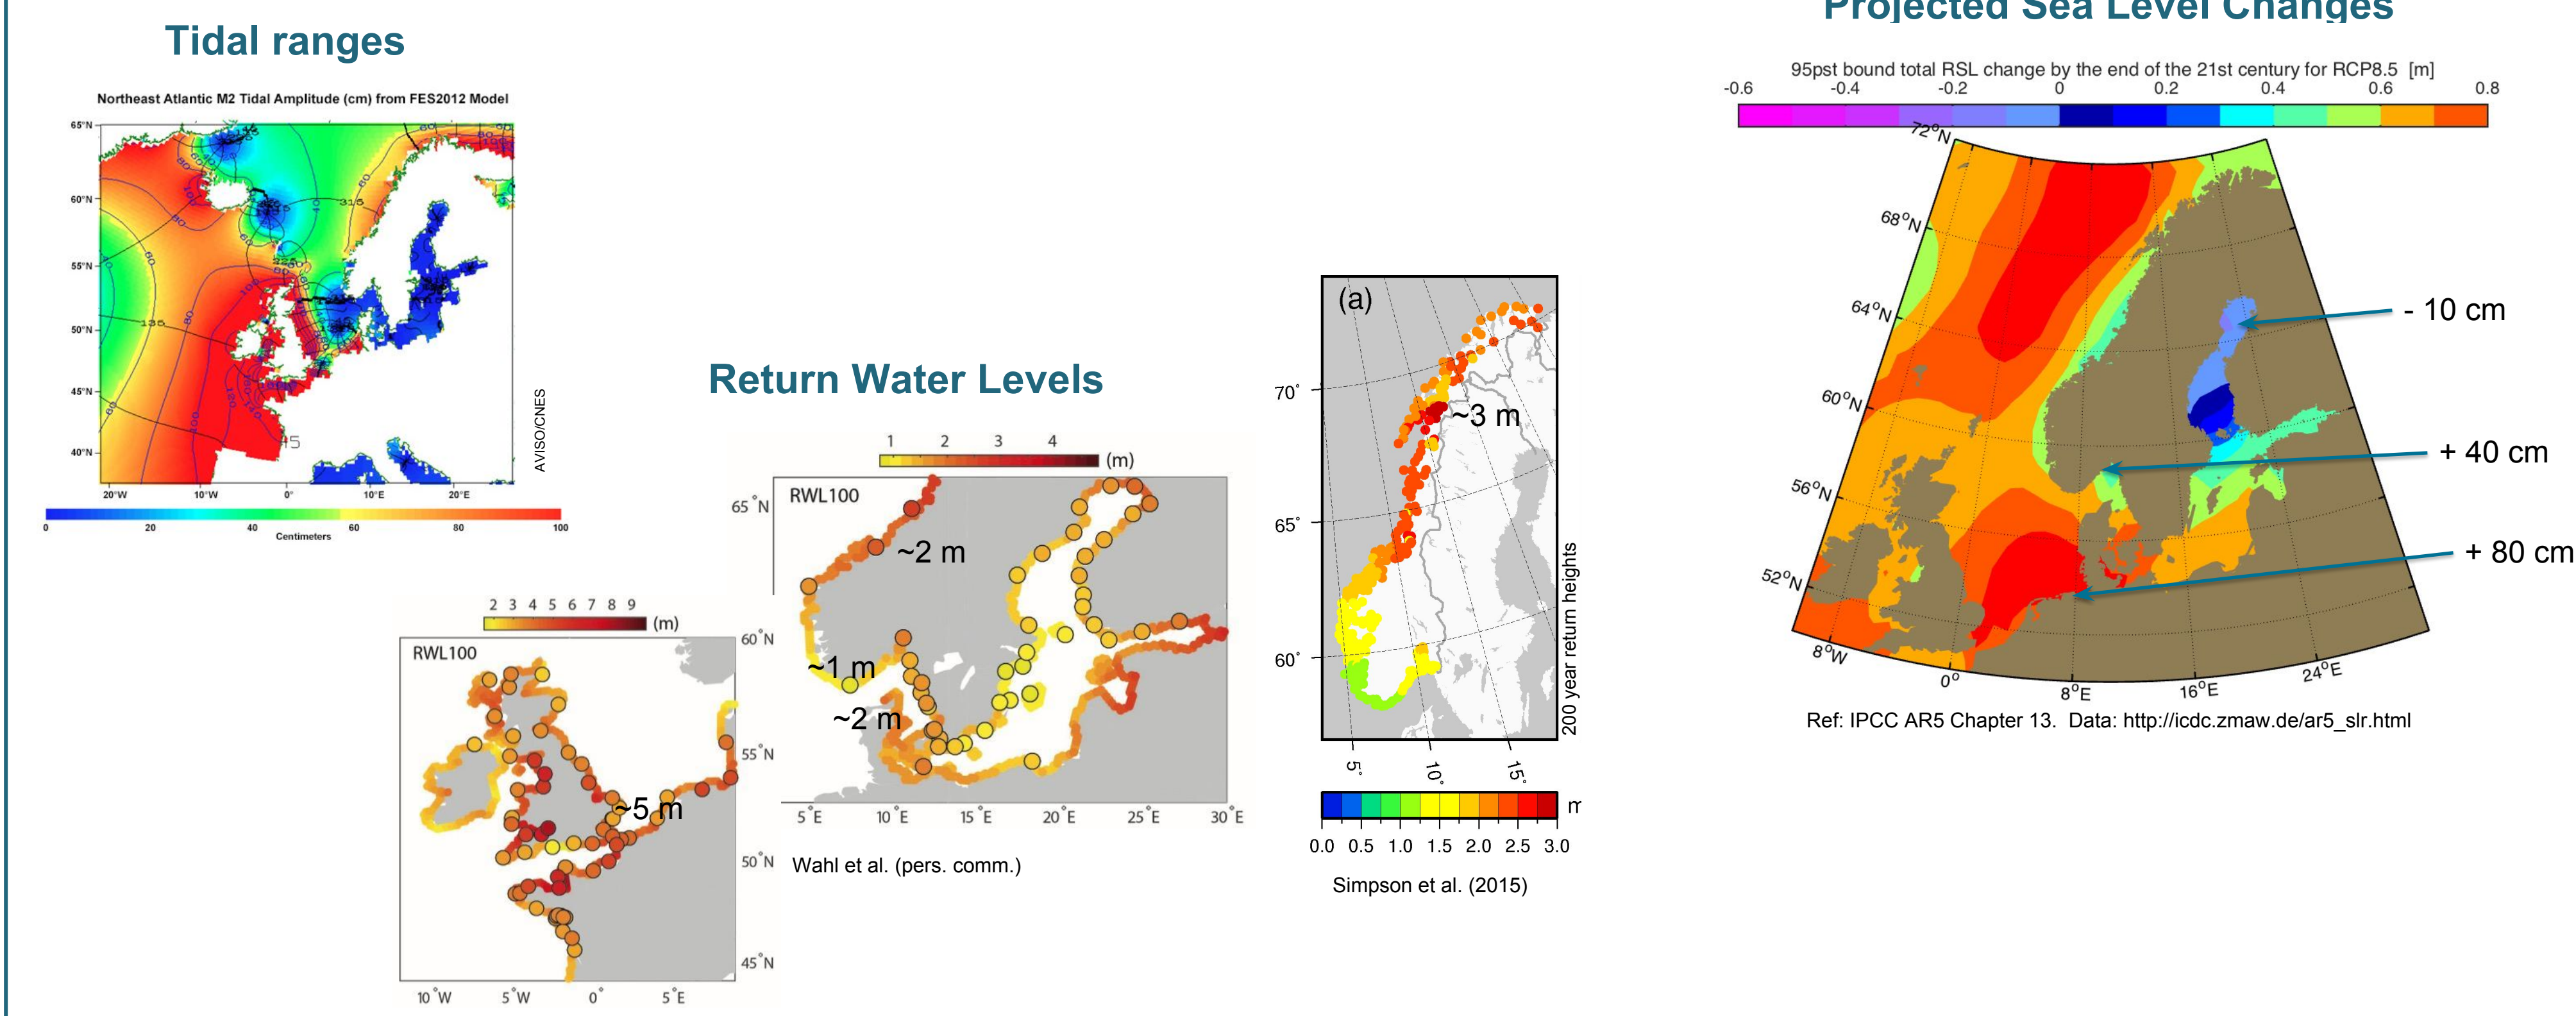 Tidal ranges
Northeast Atlantic M2 Tidal Amplitude (cm) from FES2012 Model
65°N
60°N
55°N
50°N
45°N
40°N
20°W 10°W 0° 10°E 20°E
0 20 40 60 80 100
Centimeters
AVISO/CNES
Return Water Levels
1 2 3 4
(m)
RWL100
65°N
~2 m
60°N
~1 m
~2 m
55°N
5°E 10°E 15°E 20°E 25°E 30°E
2 3 4 5 6 7 8 9
(m)
RWL100
~5 m
50°N
45°N
10°W 5°W 0° 5°E
Wahl et al. (pers. comm.)
(a)
70°
~3 m
65°
60°
5° 10° 15°
200 year return heights
0.0 0.5 1.0 1.5 2.0 2.5 3.0
Simpson et al. (2015)
Projected Sea Level Changes
95pst bound total RSL change by the end of the 21st century for RCP8.5 [m]
-0.6 -0.4 -0.2 0 0.2 0.4 0.6 0.8
72°N
68°N
64°N
60°N
56°N
52°N
8°W 0° 8°E 16°E 24°E
- 10 cm
+ 40 cm
+ 80 cm
Ref: IPCC AR5 Chapter 13. Data: http://icdc.zmaw.de/ar5_slr.html